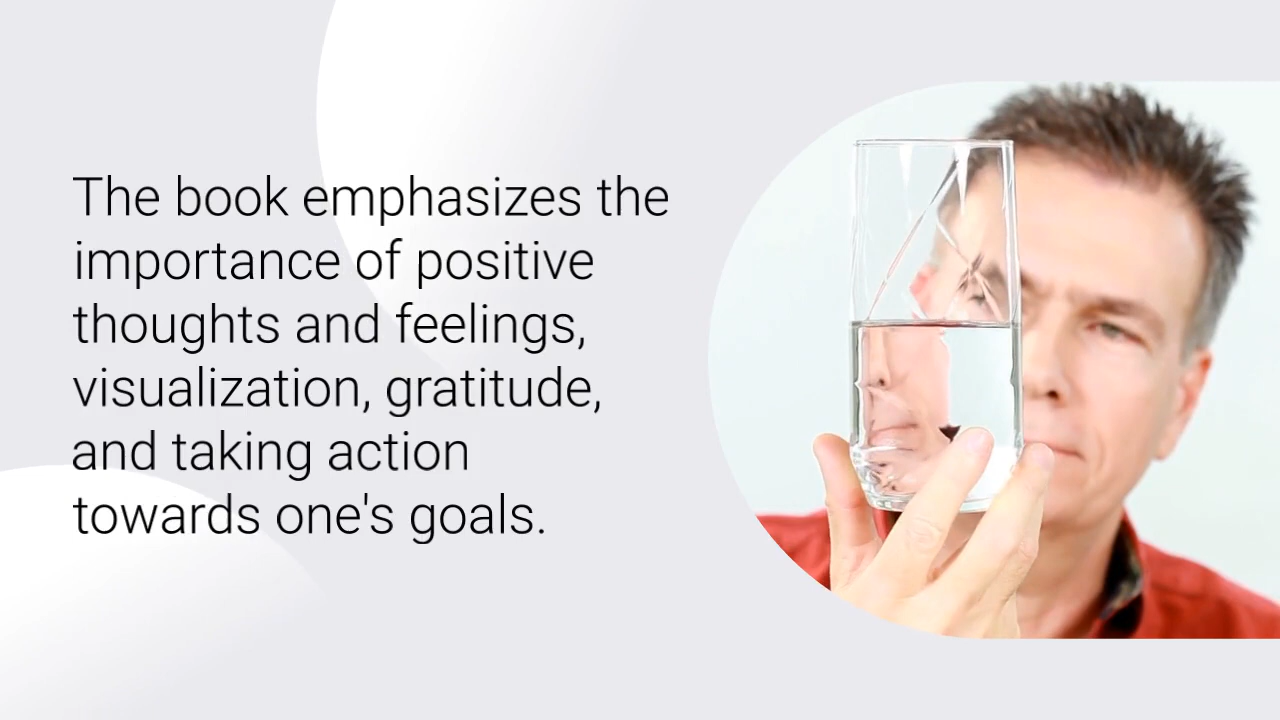 The book emphasizes the
importance of positive
thoughts and feelings,
visualization, gratitude,
and taking action
towards one's goals.